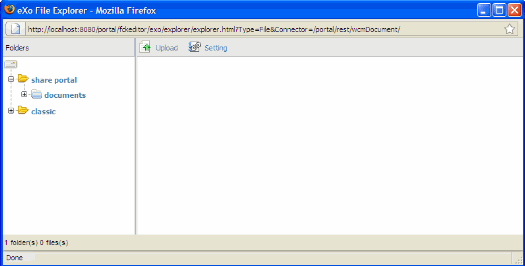 eXo File Explorer - Mozilla Firefox
http://localhost:8080/portal/fckeditor/exo/explorer/explorer.html?Type=File&Connector=/portal/rest/wcmDocument/
Folders
Upload Setting
share portal
documents
classic
1 folder(s) 0 files(s)
Done